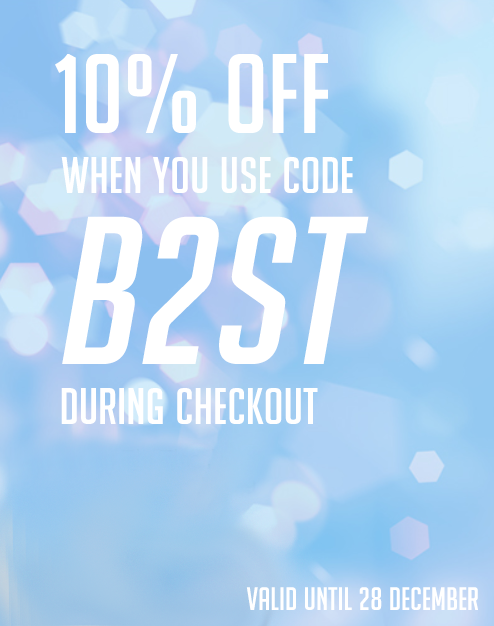 10% OFF
WHEN YOU USE CODE
B2ST
DURING CHECKOUT
VALID UNTIL 28 DECEMBER